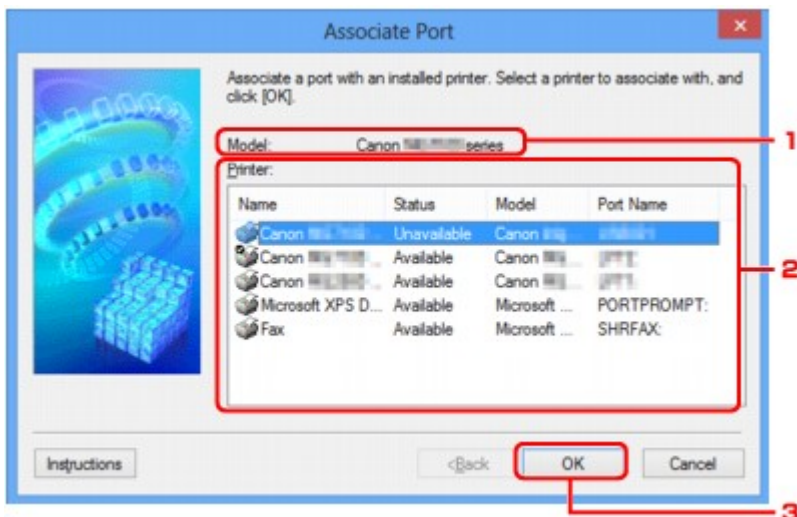 Associate Port
Associate a port with an installed printer. Select a printer to associate with, and
click [OK].
Model: Canon series
1
Printer:
Name Status Model Port Name
Canon ... Unavailable Canon
Canon ... Available Canon ...
2
Canon ... Available Canon ...
Microsoft XPS D... Available Microsoft ... PORTPROMPT:
Fax Available Microsoft ... SHRFAX:
Instructions <Back OK Cancel
3